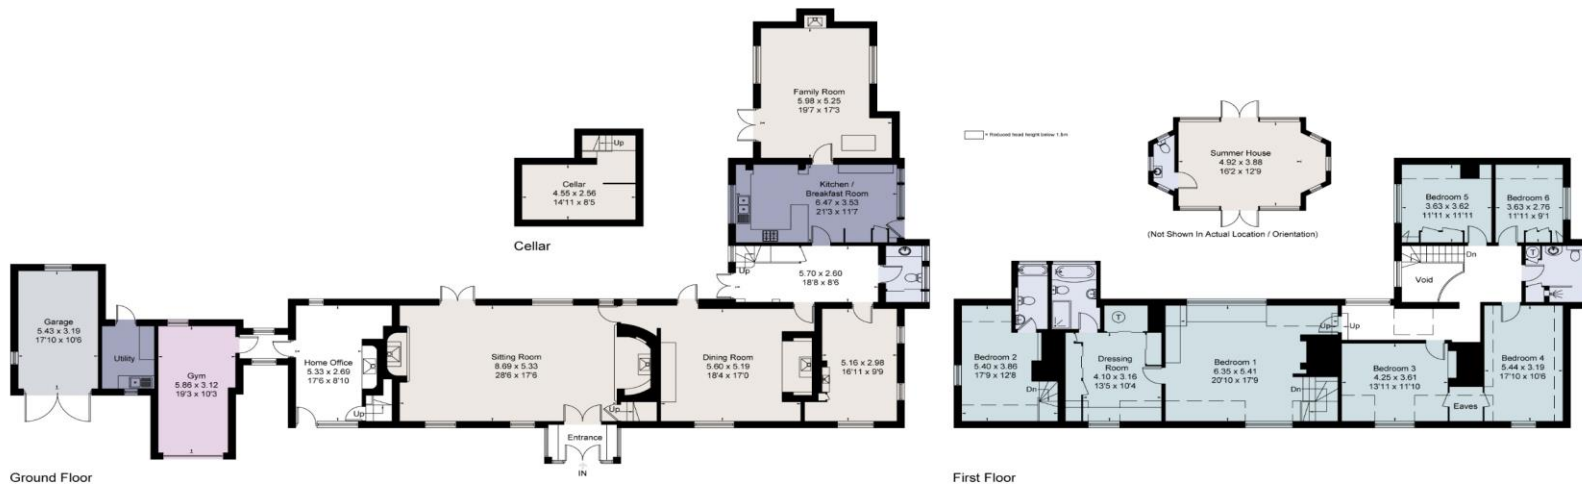 Family Room
5.98 x 5.25
19'7 x 17'3
= Reduced head height below 1.5m
Summer House
4.92 x 3.88
16'2 x 12'9
(Not Shown In Actual Location / Orientation)
Up
Cellar
4.55 x 2.56
14'11 x 8'5
Cellar
Kitchen /
Breakfast Room
6.47 x 3.53
21'3 x 11'7
Bedroom 5
3.63 x 3.62
11'11 x 11'11
Bedroom 6
3.63 x 2.76
11'11 x 9'1
Up
5.70 x 2.60
18'8 x 8'6
Dn
Void
T
Garage
5.43 x 3.19
17'10 x 10'6
Utility
Gym
5.86 x 3.12
19'3 x 10'3
Home Office
5.33 x 2.69
17'6 x 8'10
Up
Sitting Room
8.69 x 5.33
28'6 x 17'6
Up
Dining Room
5.60 x 5.19
18'4 x 17'0
5.16 x 2.98
16'11 x 9'9
Entrance
IN
Bedroom 2
5.40 x 3.86
17'9 x 12'8
Dn
T
Dressing
Room
4.10 x 3.16
13'5 x 10'4
Bedroom 1
6.35 x 5.41
20'10 x 17'9
Dn
Up
Up
Bedroom 3
4.25 x 3.61
13'11 x 11'10
Eaves
Bedroom 4
5.44 x 3.19
17'10 x 10'6
Ground Floor
First Floor